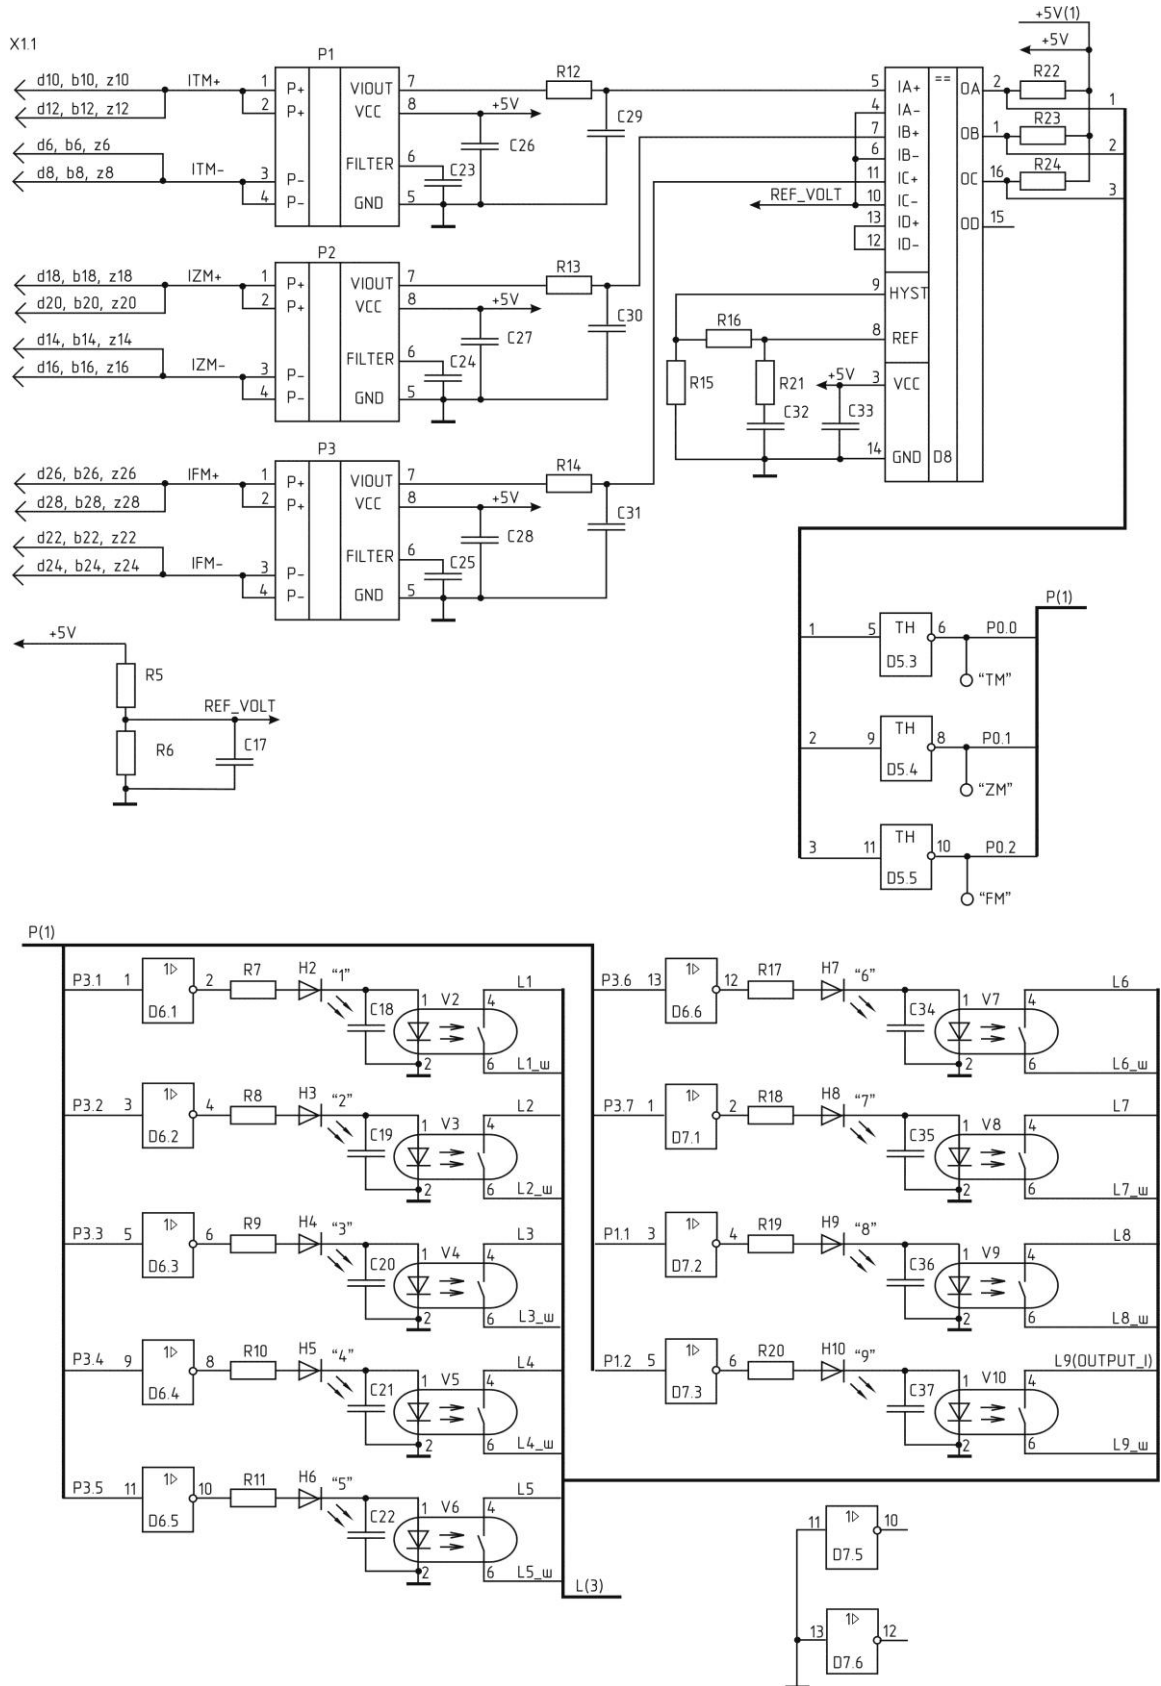 X1.1
d10, b10, z10 ITM+
d12, b12, z12
d6, b6, z6
d8, b8, z8 ITM-
P1
1 P+ VIOUT 7
2 P+ VCC 8 +5V
FILTER 6
3 P- GND 5
4 P-
C23
C26
R12
C29
d18, b18, z18 IZM+
d20, b20, z20
d14, b14, z14
d16, b16, z16 IZM-
P2
1 P+ VIOUT 7
2 P+ VCC 8 +5V
FILTER 6
3 P- GND 5
4 P-
C24
C27
R13
C30
d26, b26, z26 IFM+
d28, b28, z28
d22, b22, z22
d24, b24, z24 IFM-
P3
1 P+ VIOUT 7
2 P+ VCC 8 +5V
FILTER 6
3 P- GND 5
4 P-
C25
C28
R14
C31
+5V(1)
+5V
5 IA+ == OA 2 R22 1
4 IA-
7 IB+ OB 1 R23 2
6 IB-
11 IC+ OC 16 R24 3
REF_VOLT 10 IC-
13 ID+ OD 15
12 ID-
9 HYST
R16 8 REF
R15 R21
+5V 3 VCC
C32 C33
14 GND D8
+5V
R5
REF_VOLT
R6 C17
P(1)
1 5 TH 6 P0.0
D5.3 "TM"
2 9 TH 8 P0.1
D5.4 "ZM"
3 11 TH 10 P0.2
D5.5 "FM"
P(1)
P3.1 1 1▷ 2 R7 H2 "1" L1
D6.1 C18 1 V2 4
2 6 L1_ш
P3.2 3 1▷ 4 R8 H3 "2" L2
D6.2 C19 1 V3 4
2 6 L2_ш
P3.3 5 1▷ 6 R9 H4 "3" L3
D6.3 C20 1 V4 4
2 6 L3_ш
P3.4 9 1▷ 8 R10 H5 "4" L4
D6.4 C21 1 V5 4
2 6 L4_ш
P3.5 11 1▷ 10 R11 H6 "5" L5
D6.5 C22 1 V6 4
2 6 L5_ш
L(3)
P3.6 13 1▷ 12 R17 H7 "6" L6
D6.6 C34 1 V7 4
2 6 L6_ш
P3.7 1 1▷ 2 R18 H8 "7" L7
D7.1 C35 1 V8 4
2 6 L7_ш
P1.1 3 1▷ 4 R19 H9 "8" L8
D7.2 C36 1 V9 4
2 6 L8_ш
P1.2 5 1▷ 6 R20 H10 "9" L9(OUTPUT_I)
D7.3 C37 1 V10 4
2 6 L9_ш
11 1▷ 10
D7.5
13 1▷ 12
D7.6